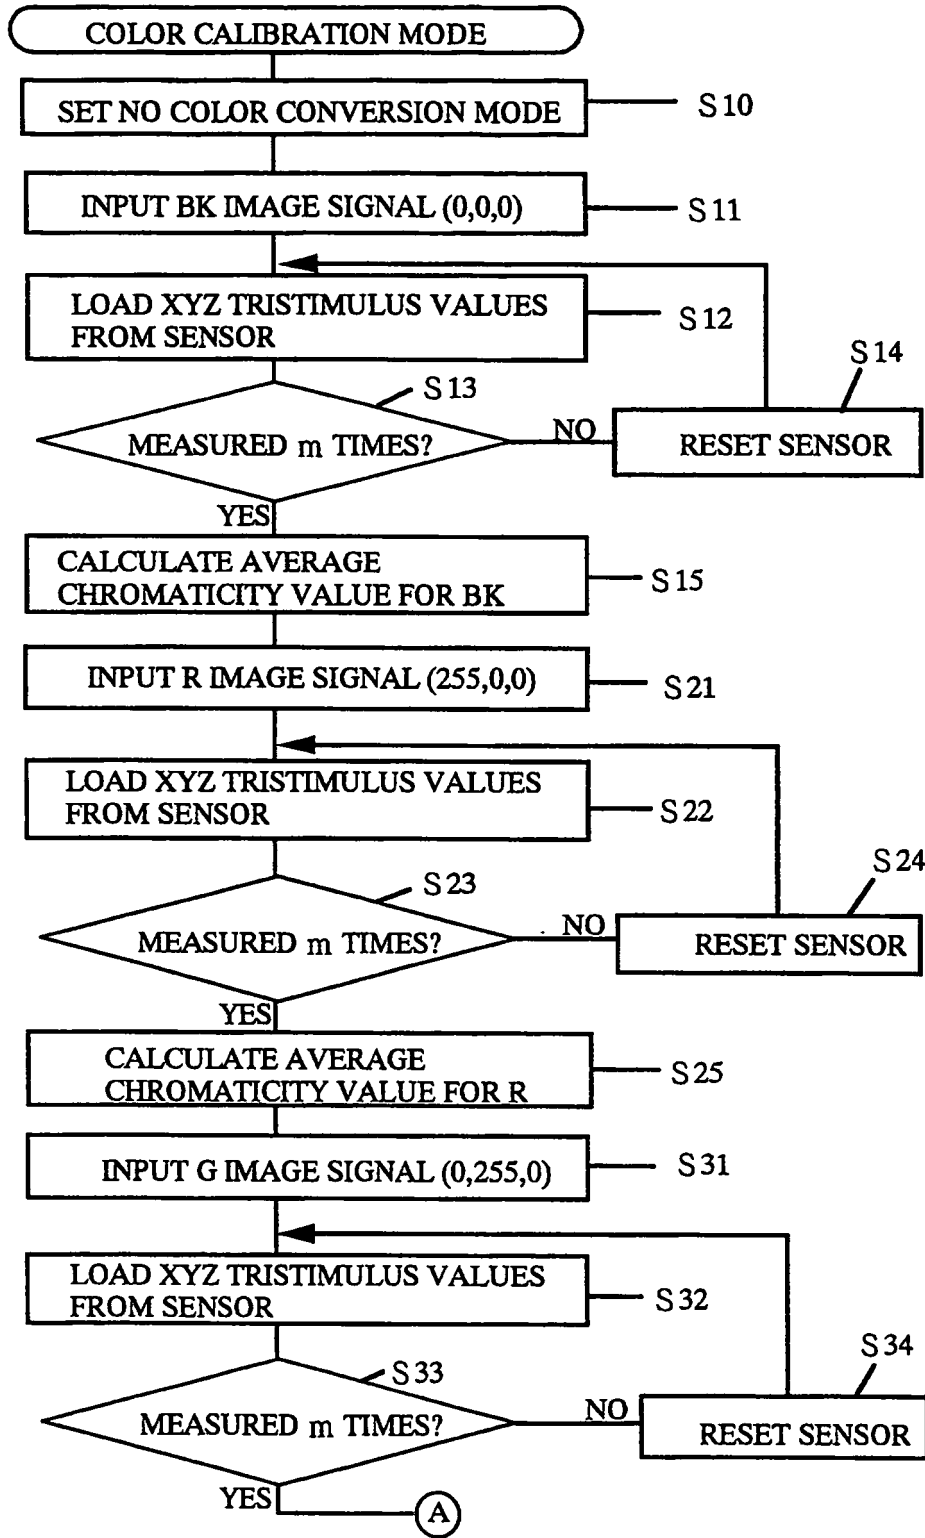 COLOR CALIBRATION MODE
SET NO COLOR CONVERSION MODE
S10
INPUT BK IMAGE SIGNAL (0,0,0)
S11
LOAD XYZ TRISTIMULUS VALUES
FROM SENSOR
S12
S13
S14
MEASURED m TIMES?
NO
RESET SENSOR
YES
CALCULATE AVERAGE
CHROMATICITY VALUE FOR BK
S15
INPUT R IMAGE SIGNAL (255,0,0)
S21
LOAD XYZ TRISTIMULUS VALUES
FROM SENSOR
S22
S23
S24
MEASURED m TIMES?
NO
RESET SENSOR
YES
CALCULATE AVERAGE
CHROMATICITY VALUE FOR R
S25
INPUT G IMAGE SIGNAL (0,255,0)
S31
LOAD XYZ TRISTIMULUS VALUES
FROM SENSOR
S32
S33
S34
MEASURED m TIMES?
NO
RESET SENSOR
YES
A